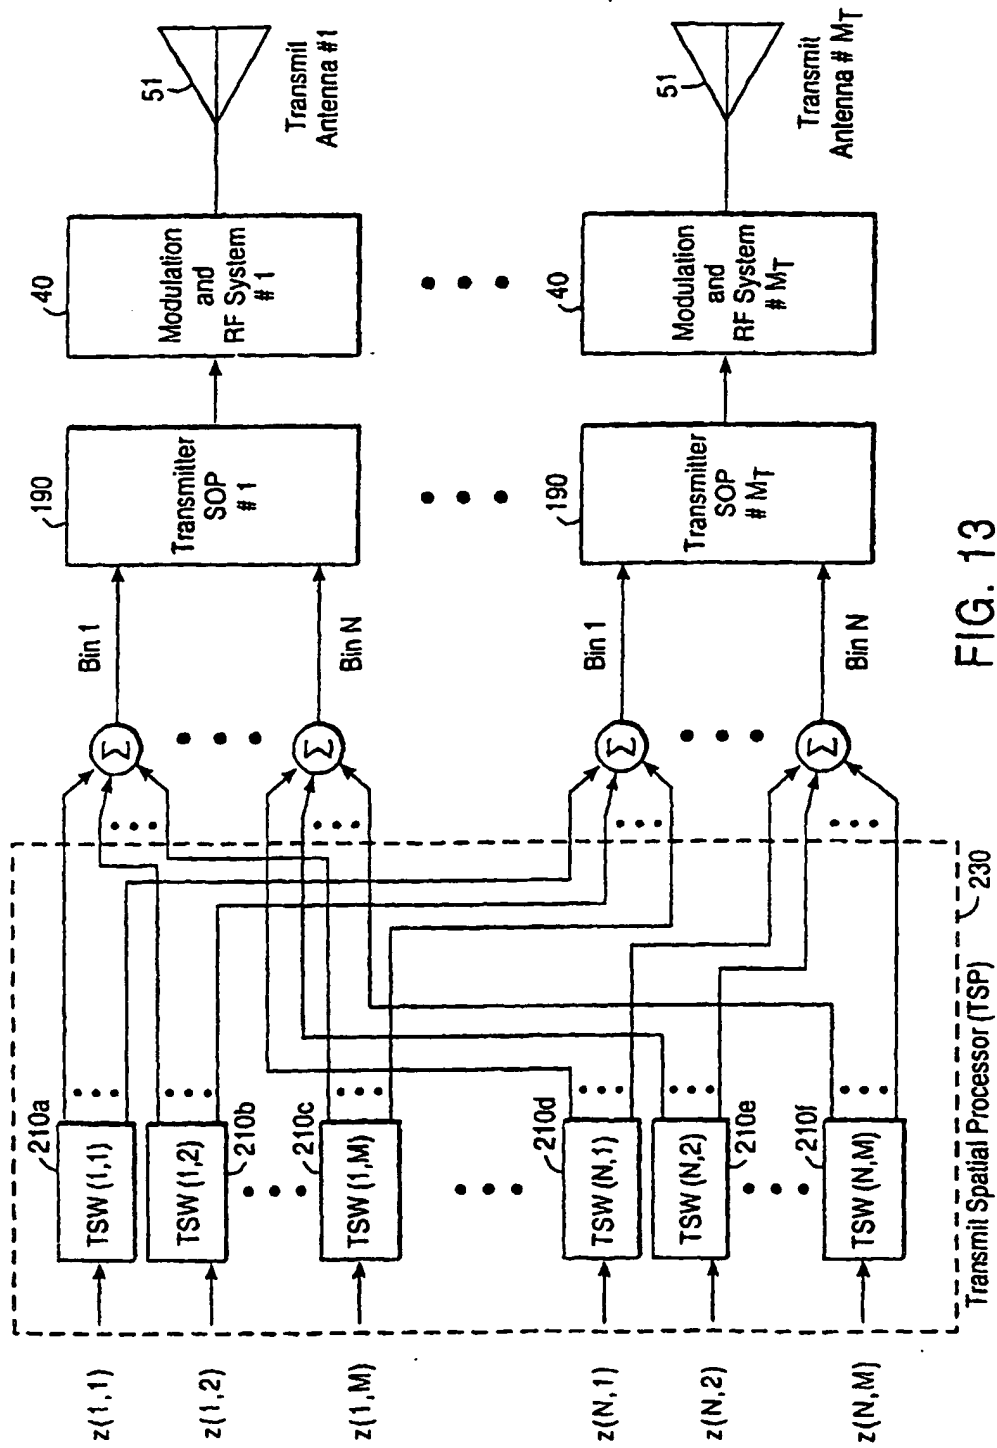 z(1,1)
z(1,2)
z(1,M)
z(N,1)
z(N,2)
z(N,M)
210a
TSW (1,1)
TSW (1,2)
210b
210c
TSW (1,M)
210d
TSW (N,1)
TSW (N,2)
210e
210f
TSW (N,M)
Transmit Spatial Processor (TSP)
230
Σ
Σ
Σ
Σ
Bin 1
Bin N
Bin 1
Bin N
190
Transmitter
SOP
# 1
190
Transmitter
SOP
# MT
40
Modulation
and
RF System
# 1
40
Modulation
and
RF System
# MT
51
Transmit
Antenna #1
51
Transmit
Antenna # MT
FIG. 13